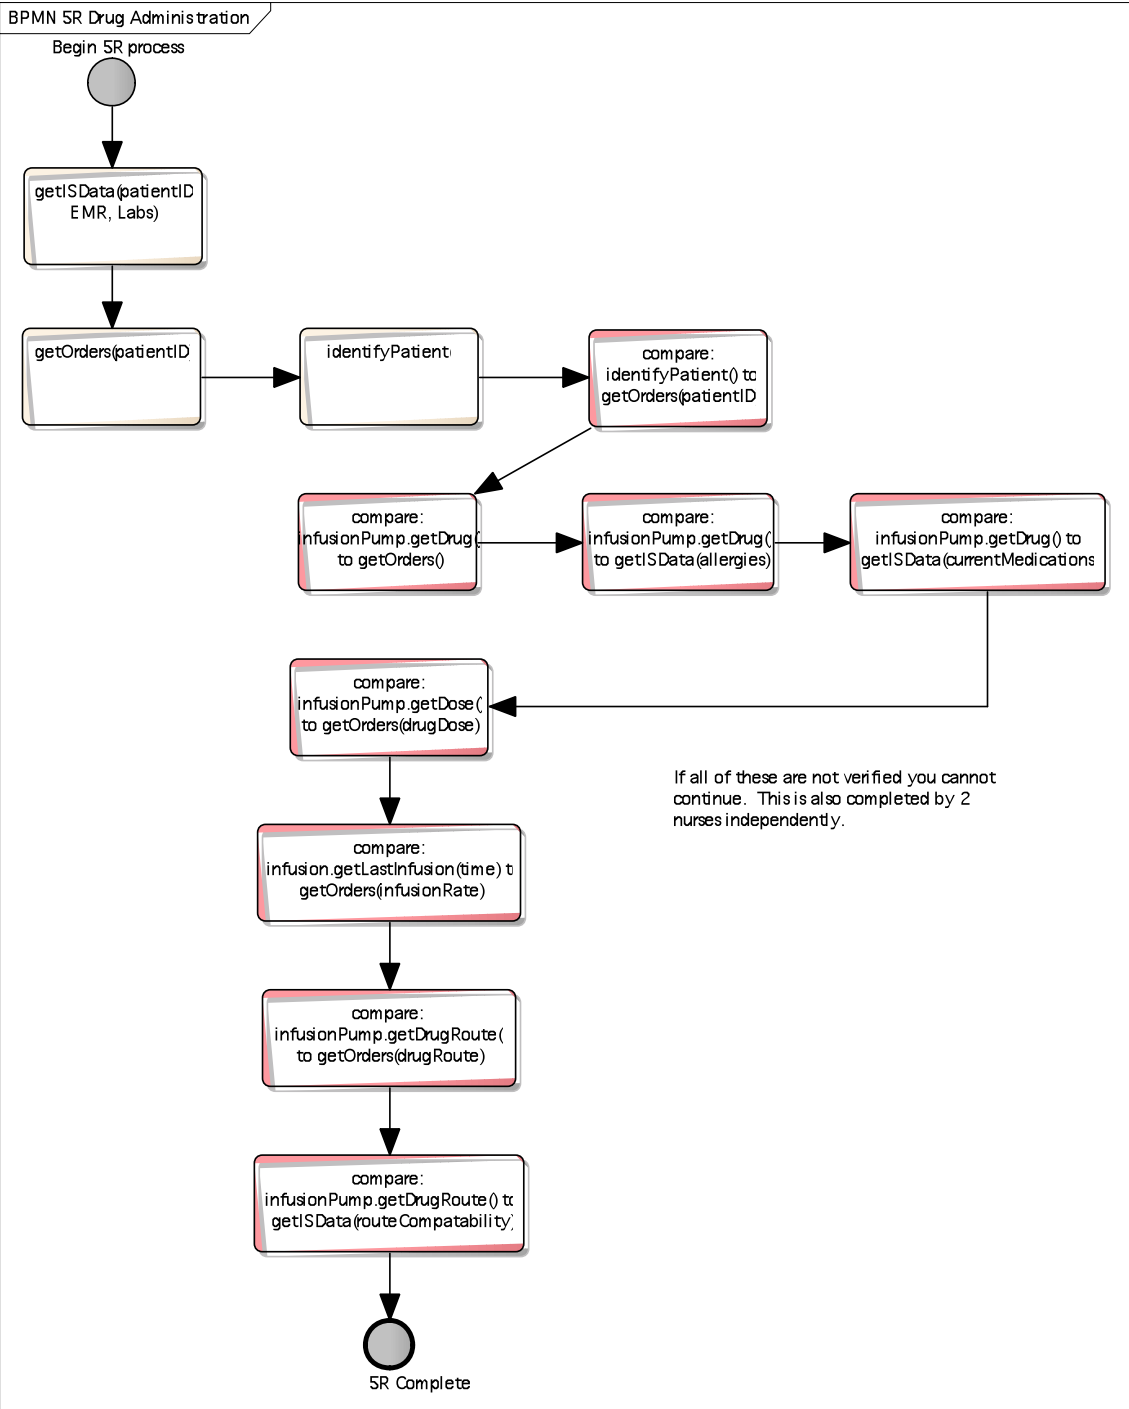 BPMN 5R Drug Administration
Begin 5R process
getISData(patientID
EMR, Labs)
getOrders(patientID
identifyPatient(
compare:
identifyPatient() to
getOrders(patientID
compare:
infusionPump.getDrug(
to getOrders()
compare:
infusionPump.getDrug(
to getISData(allergies)
compare:
infusionPump.getDrug() to
getISData(currentMedications
compare:
infusionPump.getDose(
to getOrders(drugDose)
If all of these are not verified you cannot
continue. This is also completed by 2
nurses independently.
compare:
infusion.getLastInfusion(time) t
getOrders(infusionRate)
compare:
infusionPump.getDrugRoute(
to getOrders(drugRoute)
compare:
infusionPump.getDrugRoute() to
getISData(routeCompatability)
5R Complete